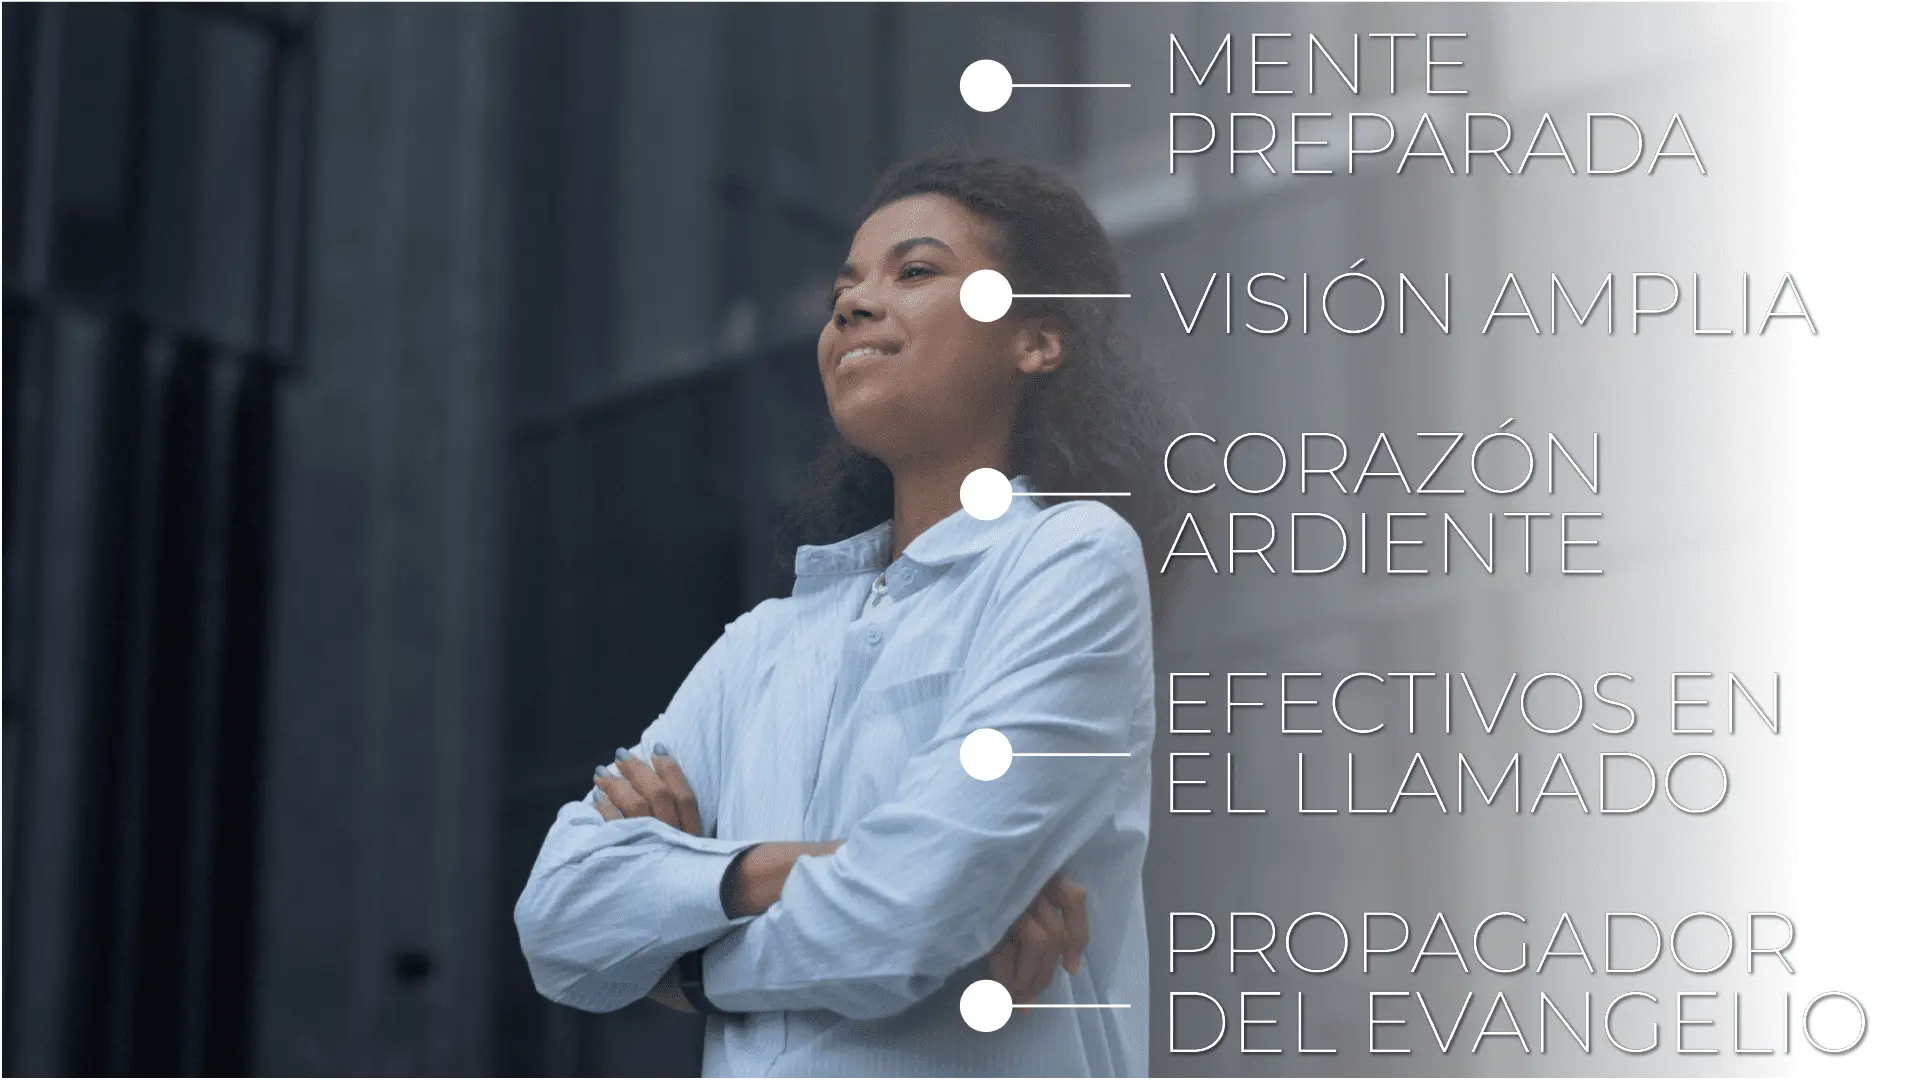 MENTE
PREPARADA
VISIÓN AMPLIA
CORAZÓN
ARDIENTE
EFECTIVOS EN
EL LLAMADO
PROPAGADOR
DEL EVANGELIO